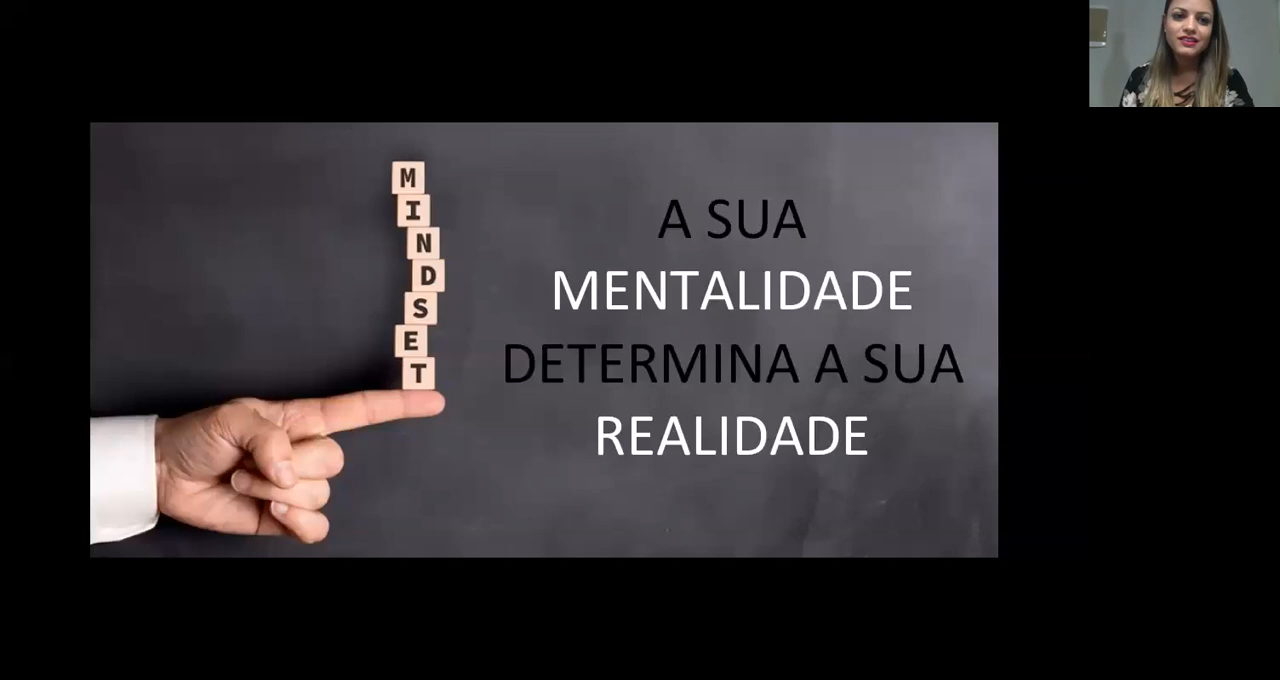 MINDSET
A SUA
MENTALIDADE
DETERMINA A SUA
REALIDADE